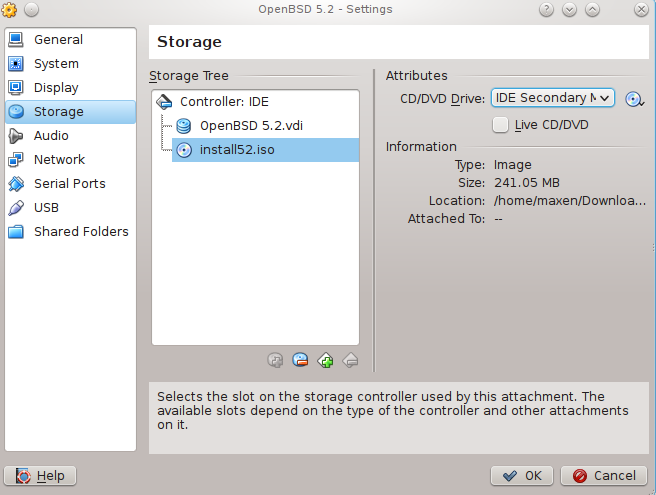 OpenBSD 5.2 - Settings
General
System
Display
Storage
Audio
Network
Serial Ports
USB
Shared Folders
Storage
Storage Tree
Controller: IDE
OpenBSD 5.2.vdi
install52.iso
Attributes
CD/DVD Drive: IDE Secondary M
Live CD/DVD
Information
Type: Image
Size: 241.05 MB
Location: /home/maxen/Downloa...
Attached To: --
Selects the slot on the storage controller used by this attachment. The
available slots depend on the type of the controller and other attachments
on it.
Help
OK
Cancel